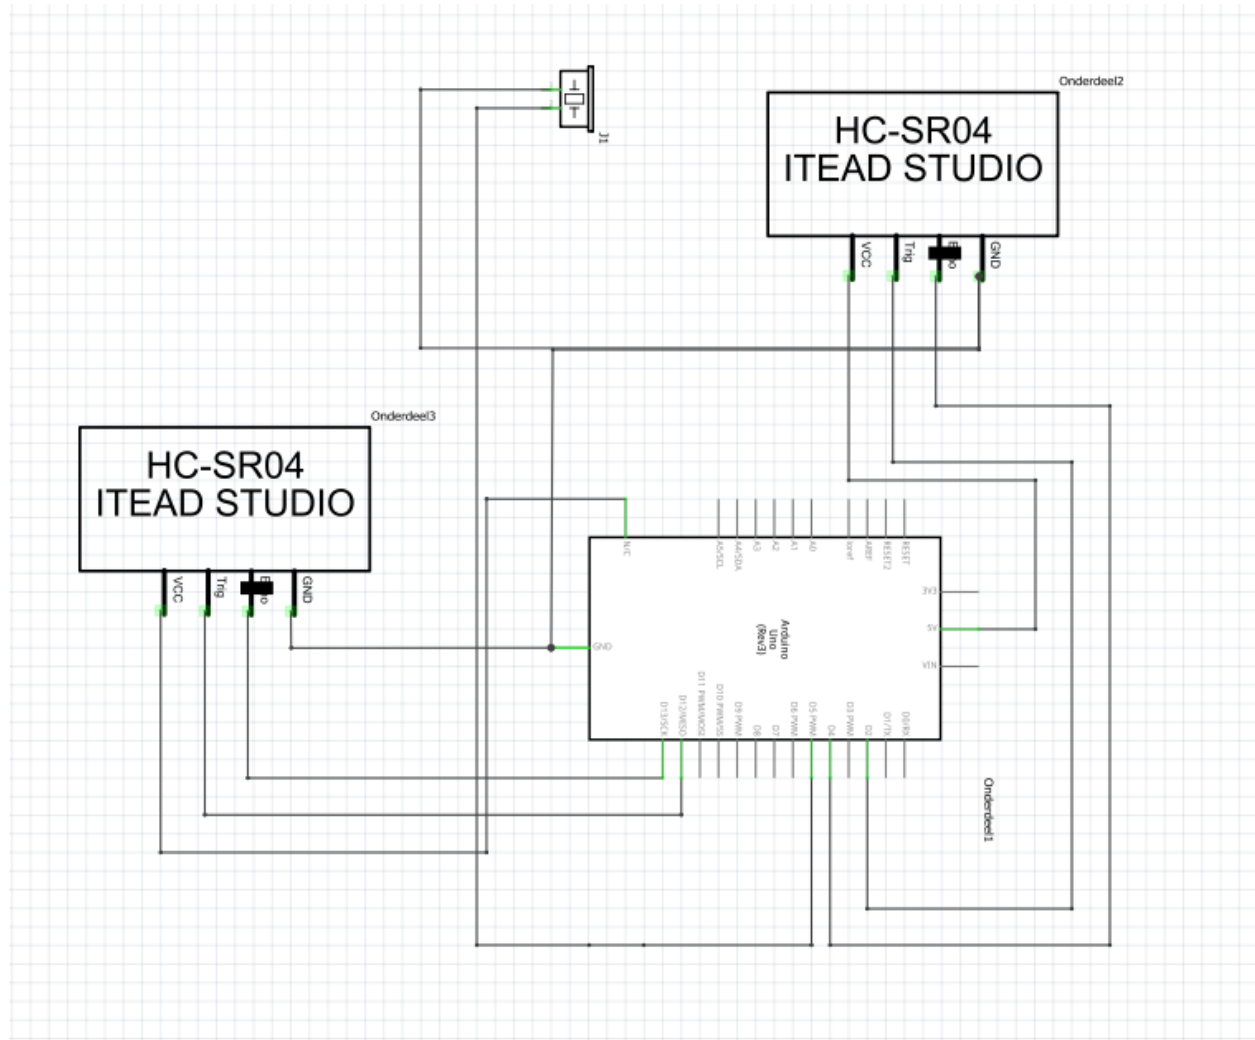 J1
Onderdeel2
HC-SR04
ITEAD STUDIO
VCC
Trig
GND
Onderdeel3
HC-SR04
ITEAD STUDIO
VCC
Trig
GND
N/C
A5/SCL
A4/SDA
A3
A2
A1
A0
ioref
AREF
RESET2
RESET
3V3
5V
VIN
GND
Arduino
Uno
(Rev3)
D13/SCK
D12/MISO
D11 PWM/MOSI
D10 PWM/SS
D9 PWM
D8
D7
D6 PWM
D5 PWM
D4
D3 PWM
D2
D1/TX
D0/RX
Onderdeel1